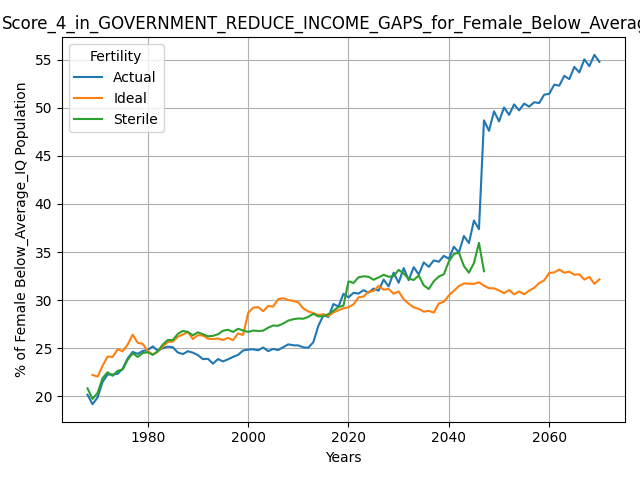 Score_4_in_GOVERNMENT_REDUCE_INCOME_GAPS_for_Female_Below_Averag
Fertility
Actual
Ideal
Sterile
% of Female Below_Average_IQ Population
55
50
45
40
35
30
25
20
1980
2000
2020
2040
2060
Years